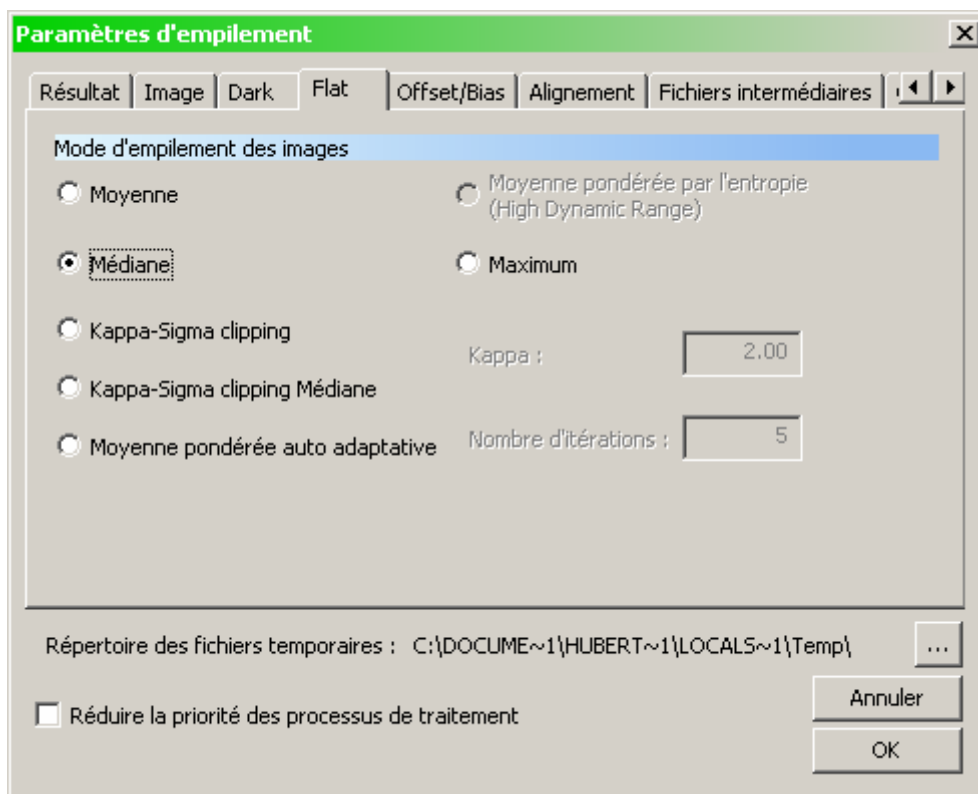 Paramètres d'empilement
Résultat
Image
Dark
Flat
Offset/Bias
Alignement
Fichiers intermédiaires
Mode d'empilement des images
Moyenne
Moyenne pondérée par l'entropie
(High Dynamic Range)
Médiane
Maximum
Kappa-Sigma clipping
Kappa :
2.00
Kappa-Sigma clipping Médiane
Moyenne pondérée auto adaptative
Nombre d'itérations :
5
Répertoire des fichiers temporaires :
C:\DOCUME~1\HUBERT~1\LOCALS~1\Temp\
...
Réduire la priorité des processus de traitement
Annuler
OK